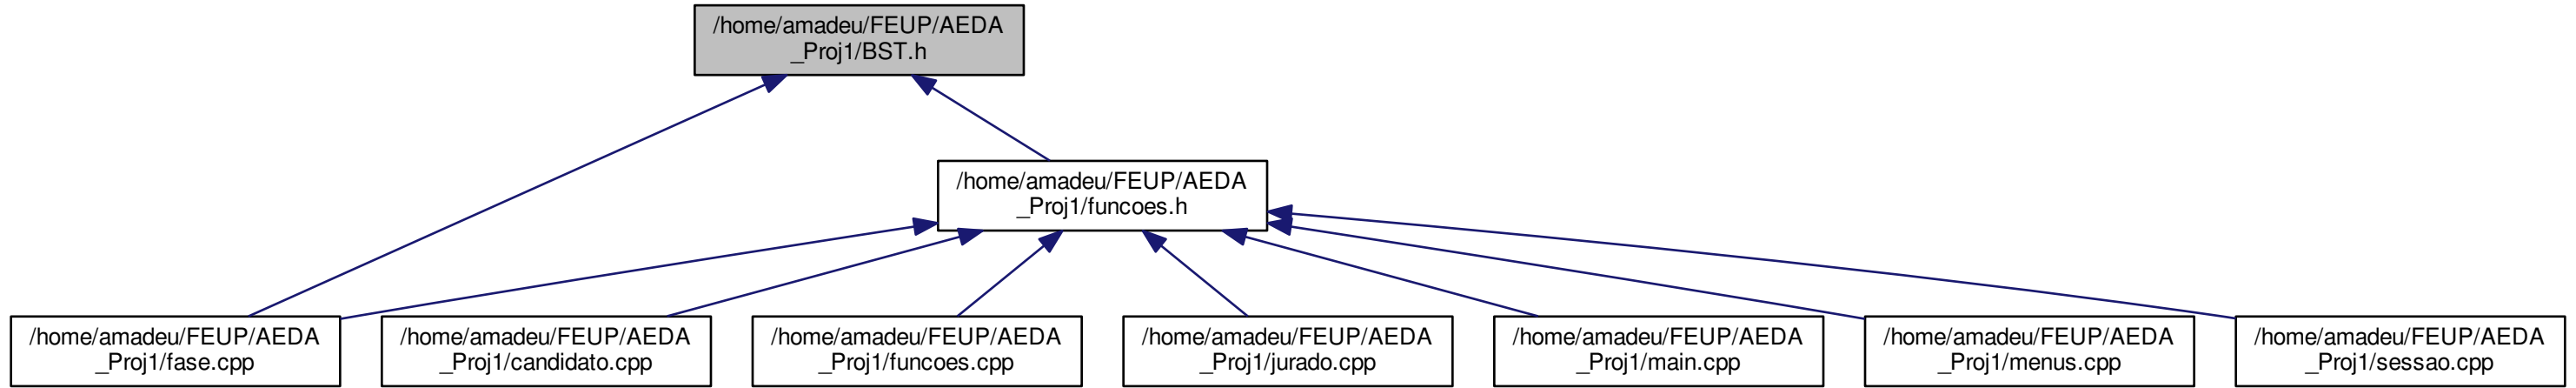 /home/amadeu/FEUP/AEDA
_Proj1/BST.h
/home/amadeu/FEUP/AEDA
_Proj1/funcoes.h
/home/amadeu/FEUP/AEDA
_Proj1/fase.cpp
/home/amadeu/FEUP/AEDA
_Proj1/candidato.cpp
/home/amadeu/FEUP/AEDA
_Proj1/funcoes.cpp
/home/amadeu/FEUP/AEDA
_Proj1/jurado.cpp
/home/amadeu/FEUP/AEDA
_Proj1/main.cpp
/home/amadeu/FEUP/AEDA
_Proj1/menus.cpp
/home/amadeu/FEUP/AEDA
_Proj1/sessao.cpp